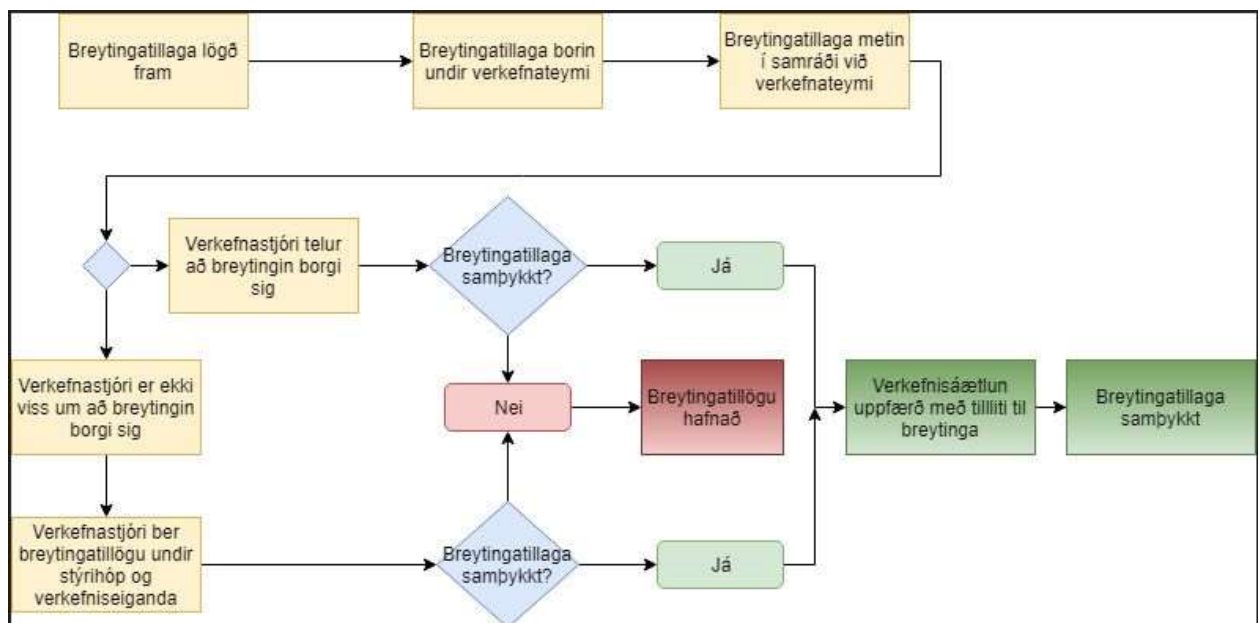 Breytingatillaga lögð
fram
Breytingatillaga borin
undir verkefnateymi
Breytingatillaga metin
í samráði við
verkefnateymi
Verkefnastjóri telur
að breytingin borgi
sig
Breytingatillaga
samþykkt?
Já
Verkefnastjóri er ekki
viss um að breytingin
borgi sig
Nei
Breytingatillögu
hafnað
Verkefnisáætlun
uppfærð með tillliti til
breytinga
Breytingatillaga
samþykkt
Verkefnastjóri ber
breytingatillögu undir
stýrihóp og
verkefniseiganda
Breytingatillaga
samþykkt?
Já